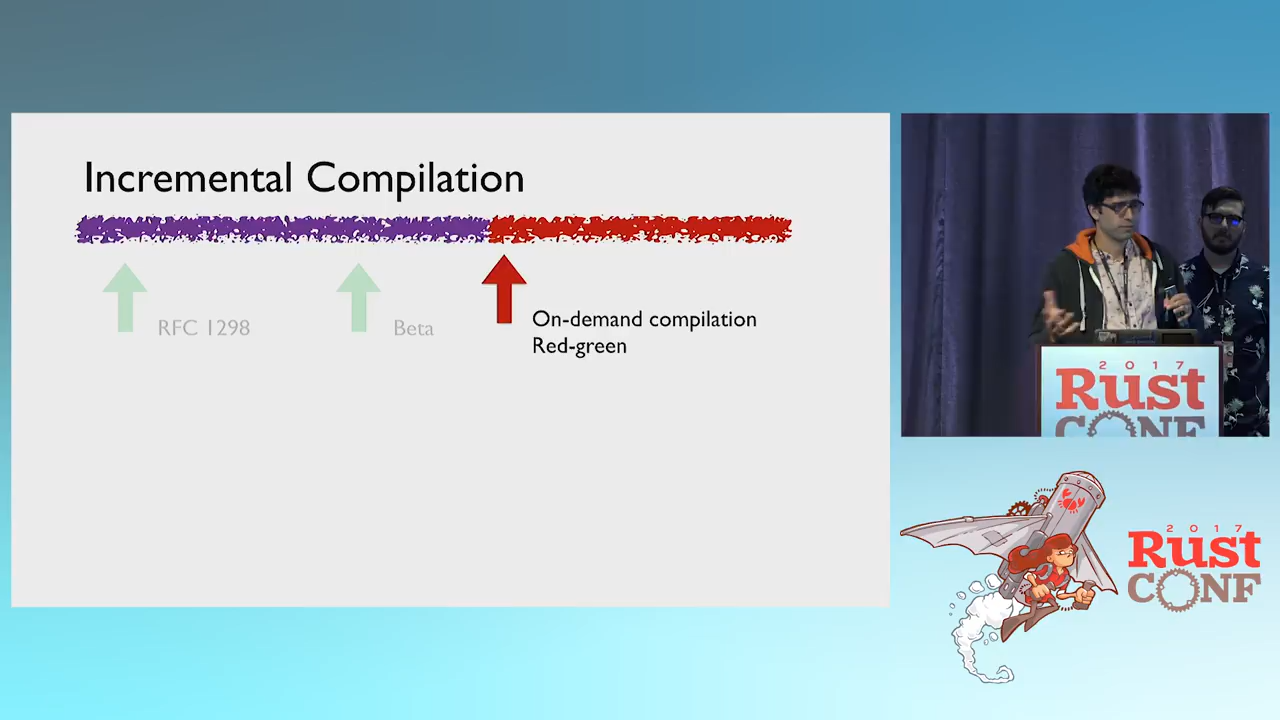 Incremental Compilation
RFC 1298
Beta
On-demand compilation
Red-green
2017
Rust
CONF
2017
Rust
CONF